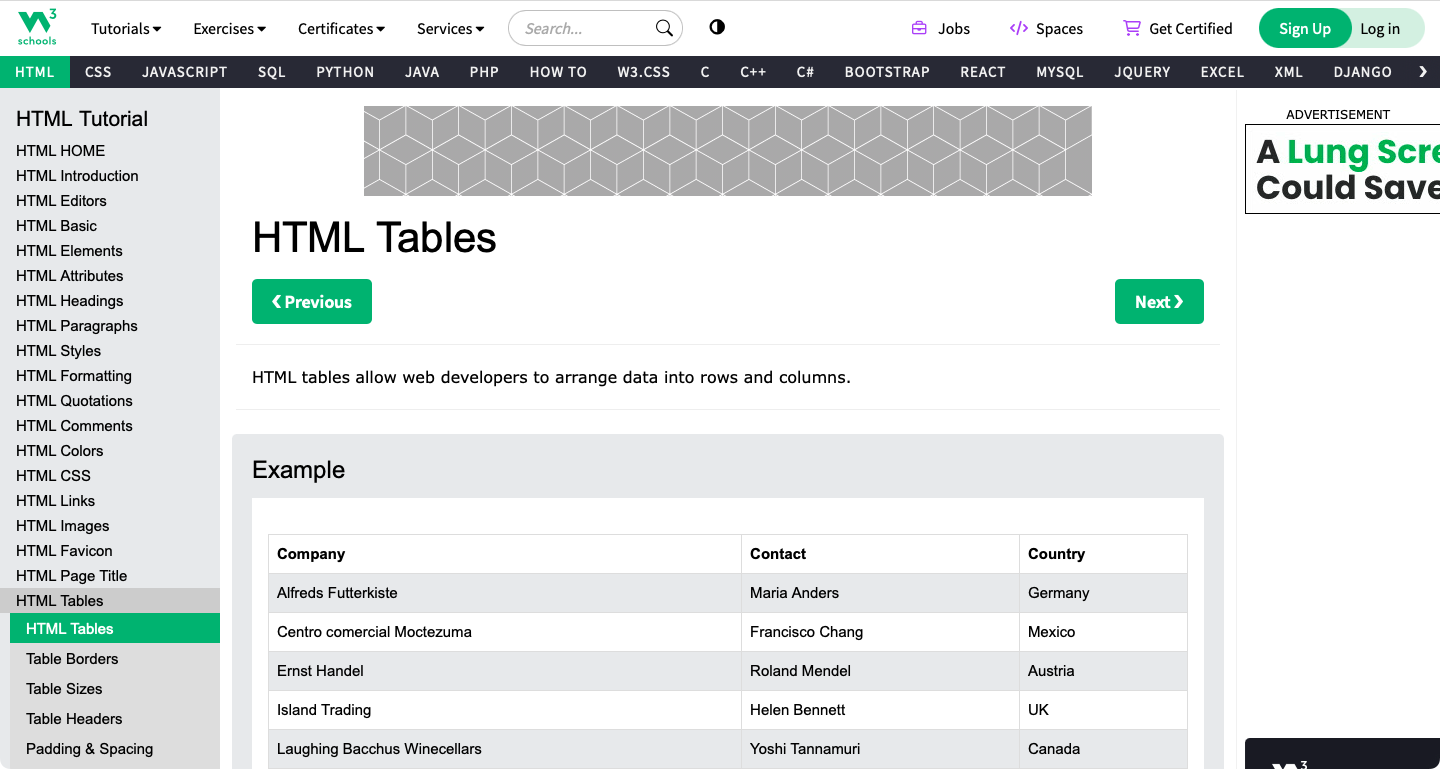 3
schools
Tutorials Exercises Certificates Services Search... Jobs </> Spaces Get Certified Sign Up Log in
HTML CSS JAVASCRIPT SQL PYTHON JAVA PHP HOW TO W3.CSS C C++ C# BOOTSTRAP REACT MYSQL JQUERY EXCEL XML DJANGO ❯
HTML Tutorial
HTML HOME
HTML Introduction
HTML Editors
HTML Basic
HTML Elements
HTML Attributes
HTML Headings
HTML Paragraphs
HTML Styles
HTML Formatting
HTML Quotations
HTML Comments
HTML Colors
HTML CSS
HTML Links
HTML Images
HTML Favicon
HTML Page Title
HTML Tables
HTML Tables
Table Borders
Table Sizes
Table Headers
Padding & Spacing
HTML Tables
❮ Previous Next ❯
HTML tables allow web developers to arrange data into rows and columns.
Example
Company Contact Country
Alfreds Futterkiste Maria Anders Germany
Centro comercial Moctezuma Francisco Chang Mexico
Ernst Handel Roland Mendel Austria
Island Trading Helen Bennett UK
Laughing Bacchus Winecellars Yoshi Tannamuri Canada
ADVERTISEMENT
A Lung Scre
Could Save
3